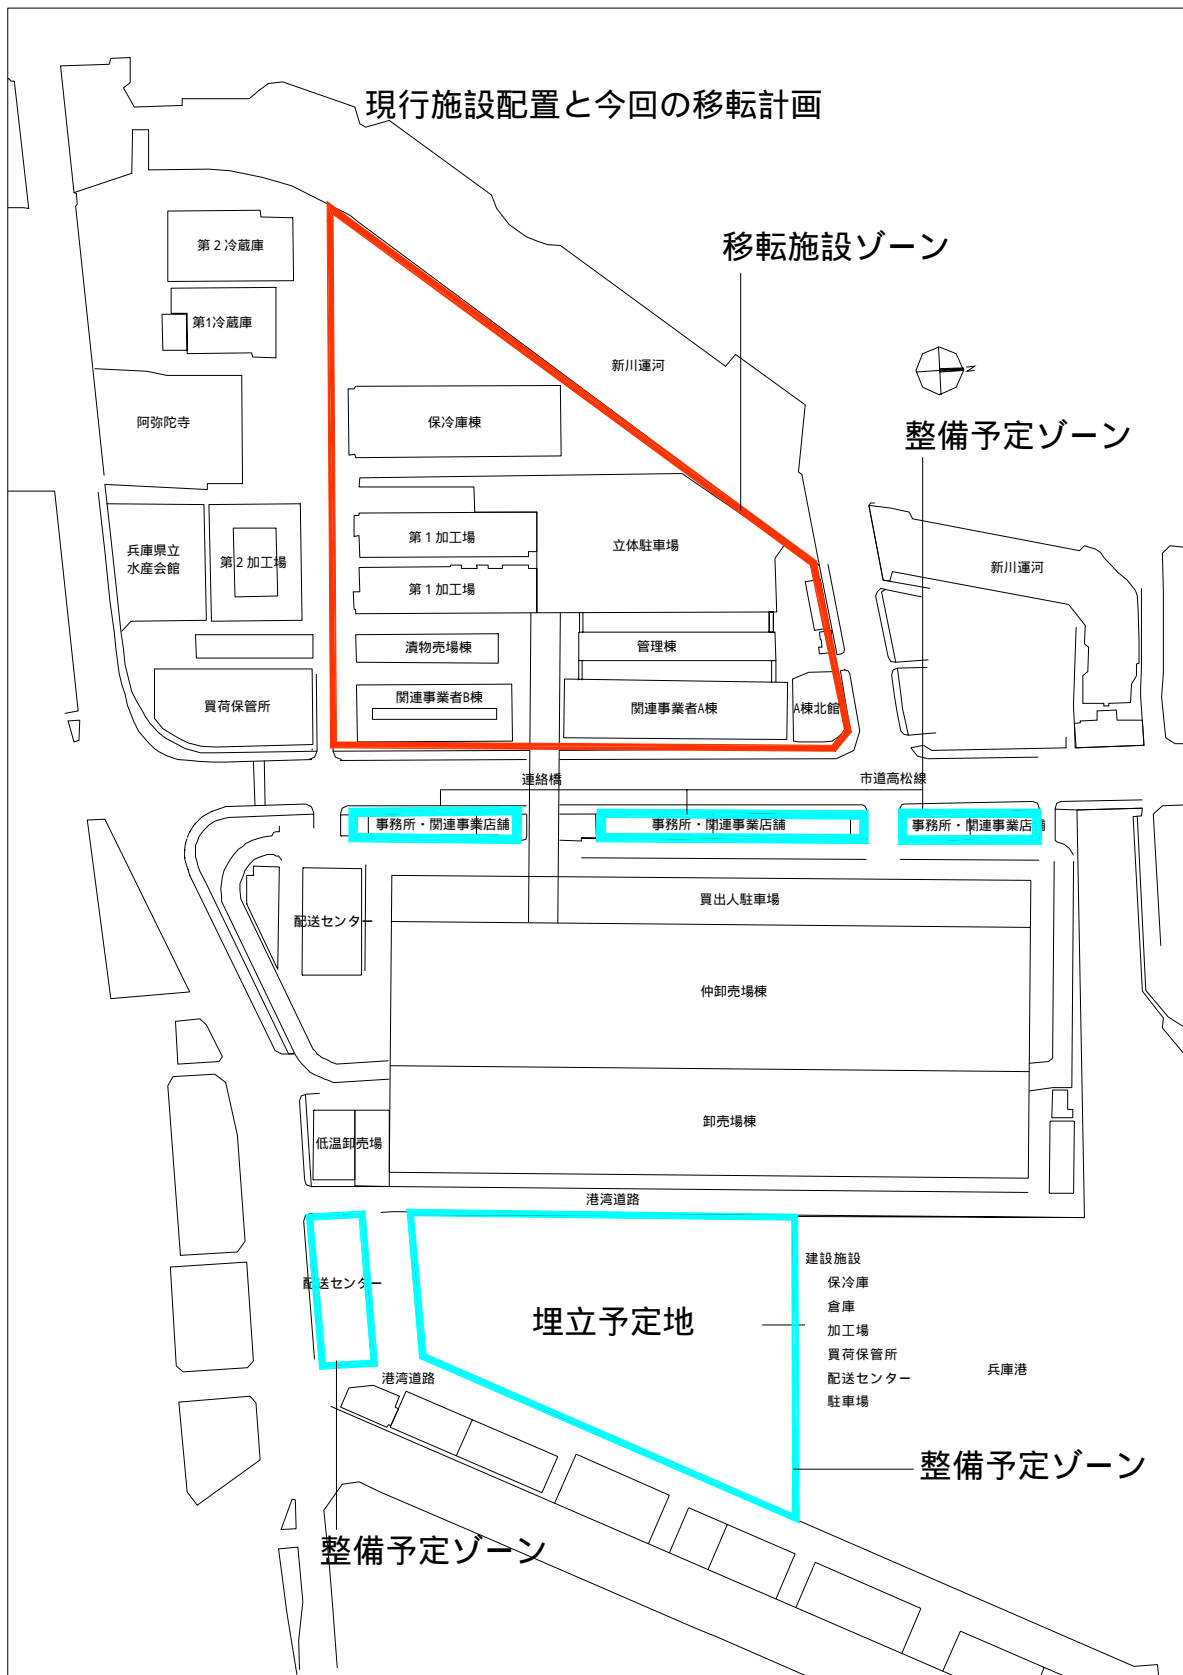 現行施設配置と今回の移転計画
移転施設ゾーン
第2冷蔵庫
第1冷蔵庫
新川運河
N
整備予定ゾーン
阿弥陀寺
保冷庫棟
兵庫県立
水産会館
第2加工場
第1加工場
立体駐車場
新川運河
第1加工場
漬物売場棟
管理棟
買荷保管所
関連事業者B棟
関連事業者A棟
A棟北館
連絡橋
市道高松線
事務所・関連事業店舗
事務所・関連事業店舗
事務所・関連事業店舗
買出人駐車場
配送センター
仲卸売場棟
卸売場棟
低温卸売場
港湾道路
建設施設
保冷庫
倉庫
加工場
買荷保管所
配送センター
駐車場
配送センター
埋立予定地
兵庫港
港湾道路
整備予定ゾーン
整備予定ゾーン